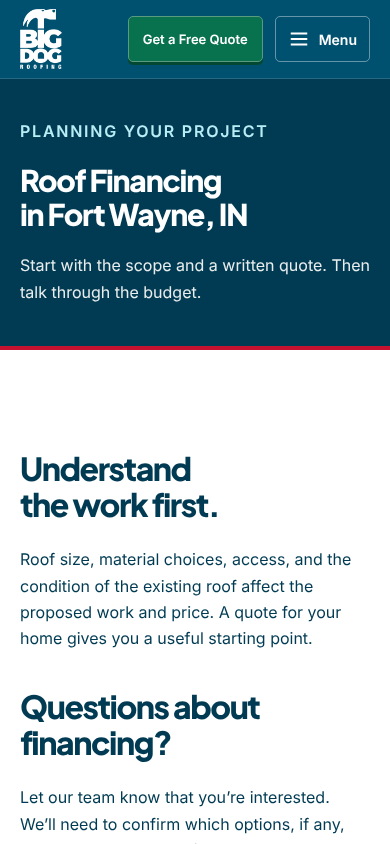 BIG
DOG
ROOFING
Get a Free Quote
Menu
PLANNING YOUR PROJECT
Roof Financing
in Fort Wayne, IN
Start with the scope and a written quote. Then
talk through the budget.
Understand
the work first.
Roof size, material choices, access, and the
condition of the existing roof affect the
proposed work and price. A quote for your
home gives you a useful starting point.
Questions about
financing?
Let our team know that you’re interested.
We’ll need to confirm which options, if any,